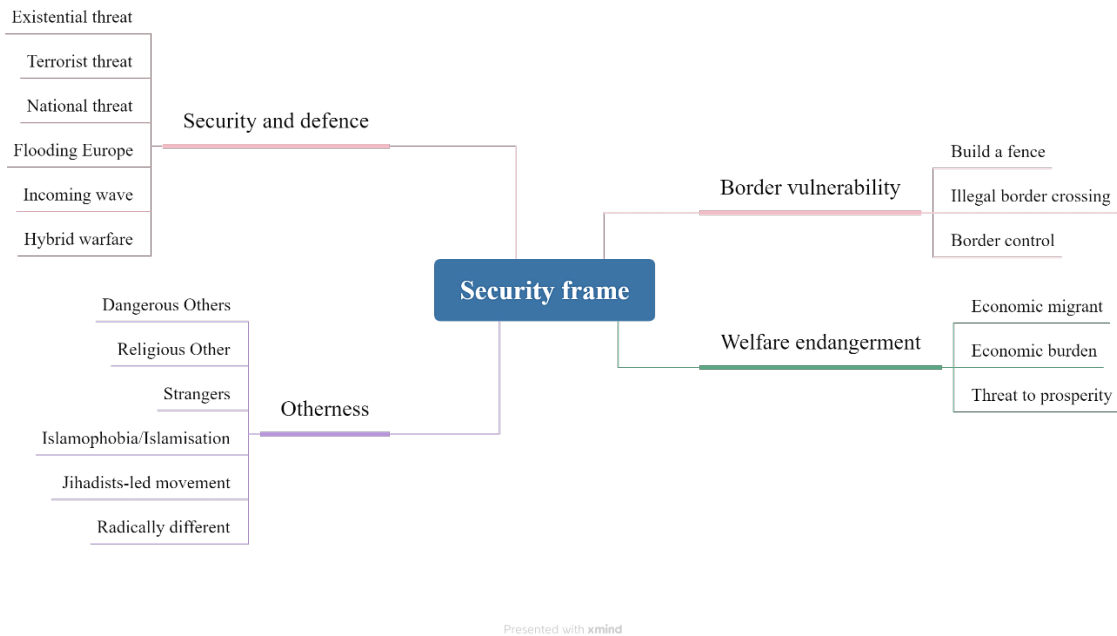 Existential threat
Terrorist threat
National threat
Flooding Europe
Incoming wave
Hybrid warfare
Security and defence
Dangerous Others
Religious Other
Strangers
Islamophobia/Islamisation
Jihadists-led movement
Radically different
Otherness
Security frame
Border vulnerability
Build a fence
Illegal border crossing
Border control
Welfare endangerment
Economic migrant
Economic burden
Threat to prosperity
Presented with xmind